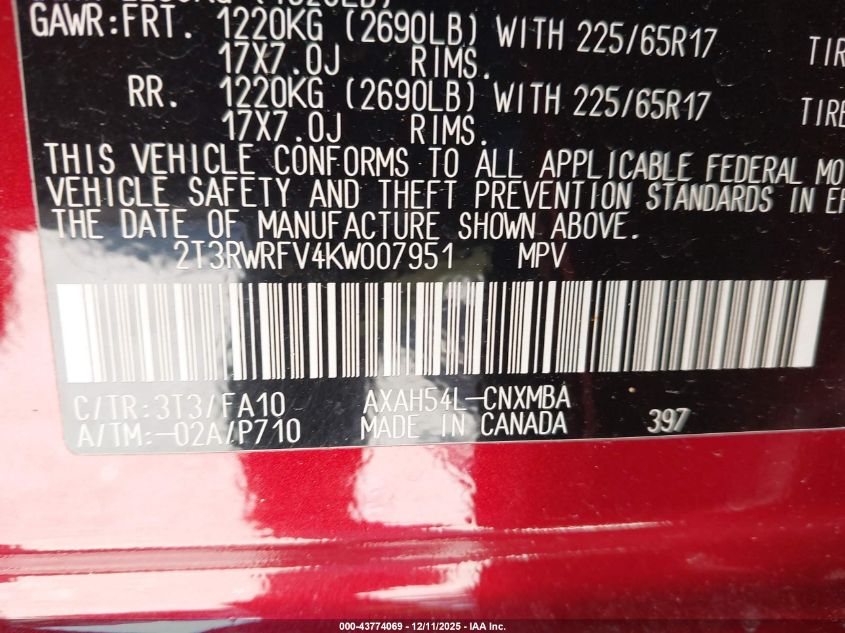 GAWR:FRT. 1220KG (2690LB) WITH 225/65R17 TIR
17X7.0J RIMS.
RR. 1220KG (2690LB) WITH 225/65R17 TIRE
17X7.0J RIMS.
THIS VEHICLE CONFORMS TO ALL APPLICABLE FEDERAL MO
VEHICLE SAFETY AND THEFT PREVENTION STANDARDS IN EF
THE DATE OF MANUFACTURE SHOWN ABOVE.
2T3RWRFV4KW007951 MPV
C/TR:3T3/FA10 AXAH54L-CNXMBA
A/TM:-02A/P710 MADE IN CANADA 397
000-43774069 - 12/11/2025 - IAA Inc.